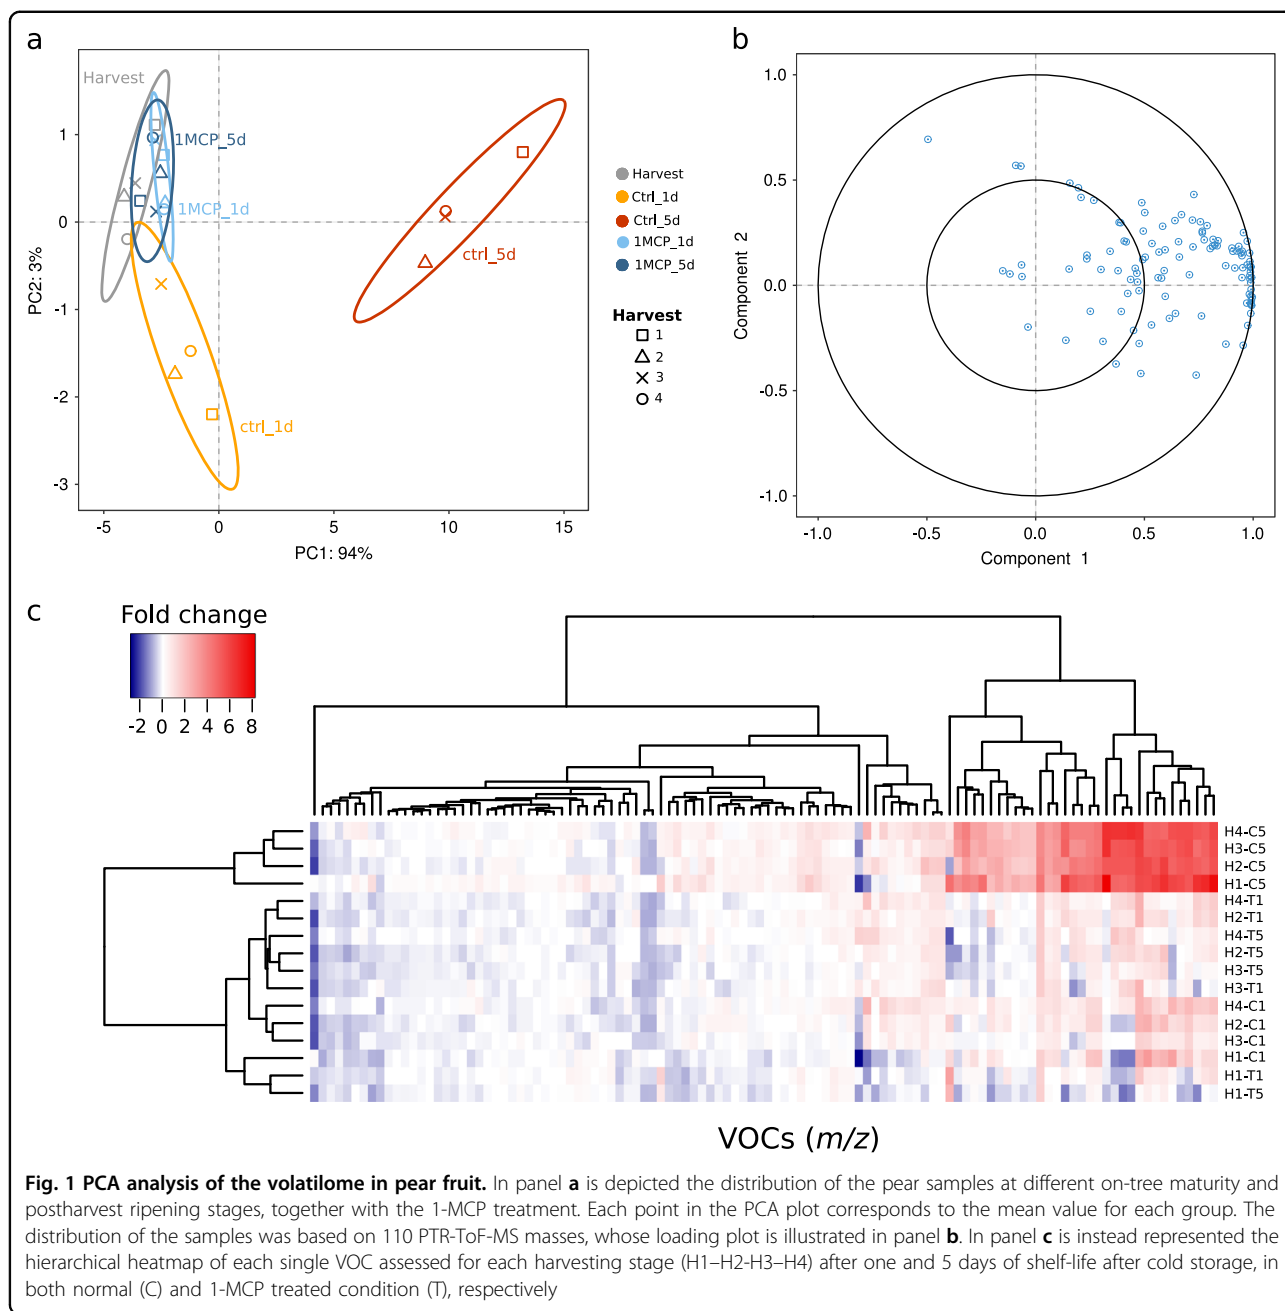 a
Harvest
1MCP_5d
1MCP_1d
ctrl_5d
ctrl_1d
1
0
-1
-2
-3
-5
0
5
10
15
PC2: 3%
PC1: 94%
Harvest
Ctrl_1d
Ctrl_5d
1MCP_1d
1MCP_5d
Harvest
1
2
3
4
b
1.0
0.5
0.0
-0.5
-1.0
-1.0
-0.5
0.0
0.5
1.0
Component 2
Component 1
c
Fold change
-2 0 2 4 6 8
H4-C5
H3-C5
H2-C5
H1-C5
H4-T1
H2-T1
H4-T5
H2-T5
H3-T5
H3-T1
H4-C1
H2-C1
H3-C1
H1-C1
H1-T1
H1-T5
VOCs (m/z)
Fig. 1 PCA analysis of the volatilome in pear fruit. In panel a is depicted the distribution of the pear samples at different on-tree maturity and
postharvest ripening stages, together with the 1-MCP treatment. Each point in the PCA plot corresponds to the mean value for each group. The
distribution of the samples was based on 110 PTR-ToF-MS masses, whose loading plot is illustrated in panel b. In panel c is instead represented the
hierarchical heatmap of each single VOC assessed for each harvesting stage (H1–H2-H3–H4) after one and 5 days of shelf-life after cold storage, in
both normal (C) and 1-MCP treated condition (T), respectively